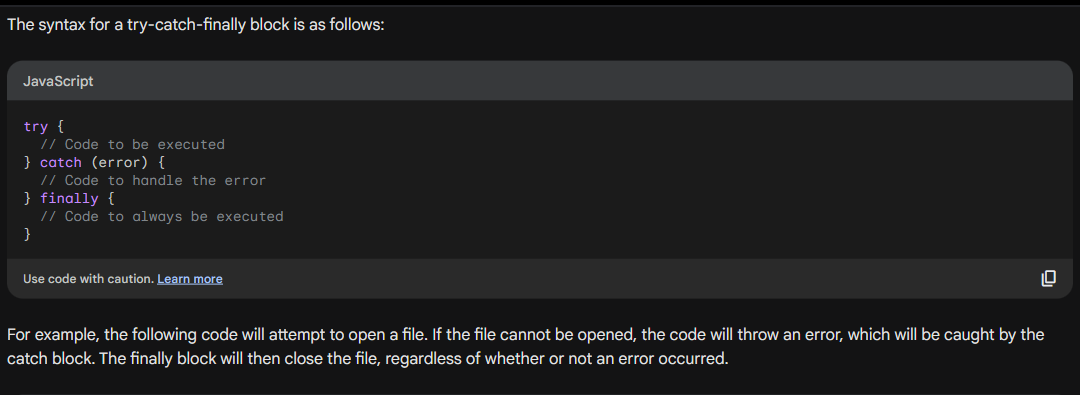 The syntax for a try-catch-finally block is as follows:
JavaScript
try {
  // Code to be executed
} catch (error) {
  // Code to handle the error
} finally {
  // Code to always be executed
}
Use code with caution. Learn more
For example, the following code will attempt to open a file. If the file cannot be opened, the code will throw an error, which will be caught by the
catch block. The finally block will then close the file, regardless of whether or not an error occurred.